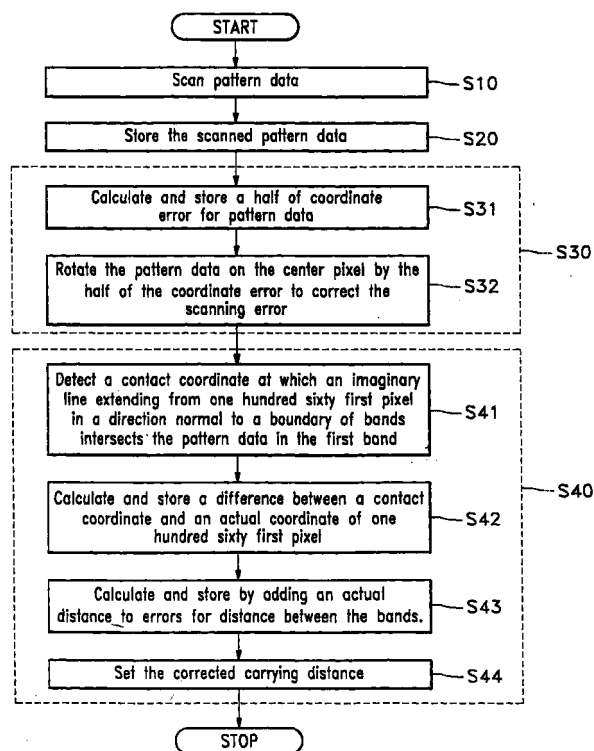 START
Scan pattern data
S10
Store the scanned pattern data
S20
Calculate and store a half of coordinate
error for pattern data
S31
Rotate the pattern data on the center pixel by the
half of the coordinate error to correct the
scanning error
S32
S30
Detect a contact coordinate at which an imaginary
line extending from one hundred sixty first pixel
in a direction normal to a boundary of bands
intersects the pattern data in the first band
S41
Calculate and store a difference between a contact
coordinate and an actual coordinate of one
hundred sixty first pixel
S42
S40
Calculate and store by adding an actual
distance to errors for distance between the bands.
S43
Set the corrected carrying distance
S44
STOP